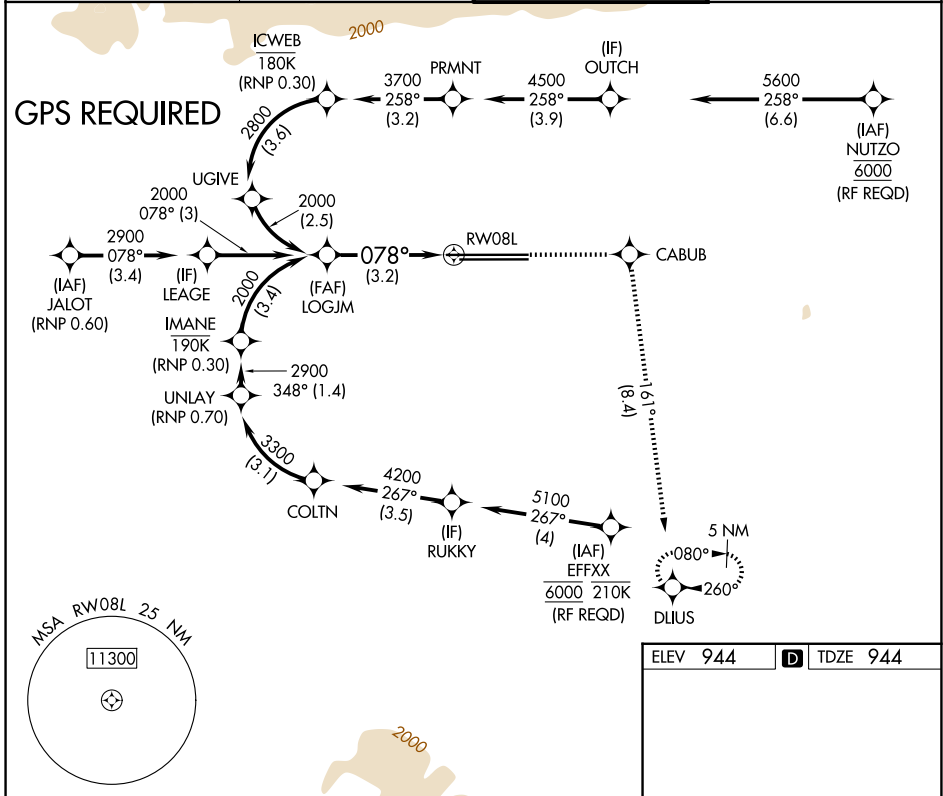 2000
ICWEB
180K
(RNP 0.30)
3700
258°
(3.2)
PRMNT
4500
258°
(3.9)
(IF)
OUTCH
5600
258°
(6.6)
(IAF)
NUTZO
6000
(RF REQD)
GPS REQUIRED
2800
(3.6)
UGIVE
2000
078° (3)
2000
(2.5)
2900
078°
(3.4)
(IAF)
JALOT
(RNP 0.60)
(IF)
LEAGE
(FAF)
LOGJM
078°
(3.2)
RW08L
CABUB
2000
(3.4)
IMANE
190K
(RNP 0.30)
2900
348° (1.4)
UNLAY
(RNP 0.70)
161°
(8.4)
3300
(3.1)
COLTN
4200
267°
(3.5)
(IF)
RUKKY
5100
267°
(4)
(IAF)
EFFXX
6000 210K
(RF REQD)
5 NM
080°
260°
DLIUS
MSA RW08L 25 NM
11300
ELEV 944 D TDZE 944
2000